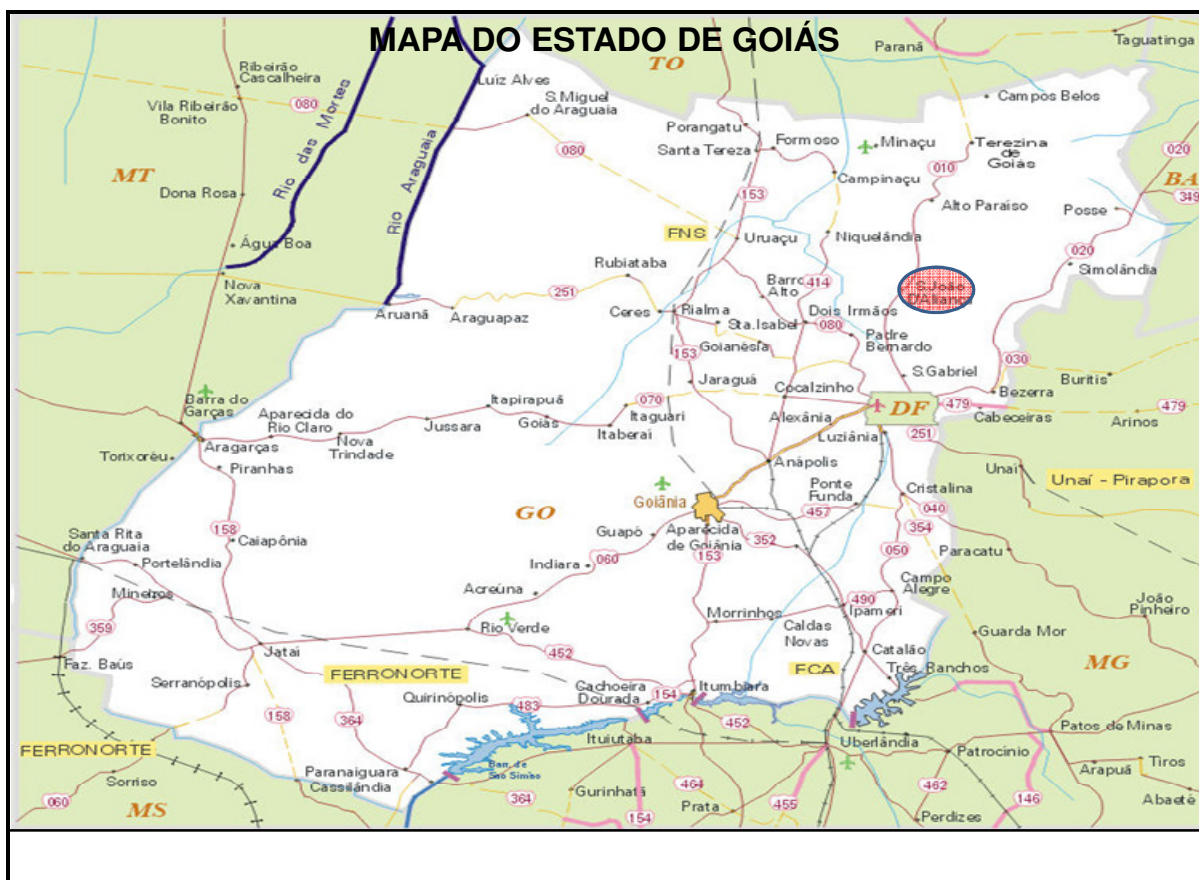 MAPA DO ESTADO DE GOIÁS
TO
Paranã
Taguatinga
Ribeirão
Cascalheira
Luíz Alves
S.Miguel
do Araguaia
Campos Belos
080
Vila Ribeirão
Bonito
Rio das Mortes
Rio Araguaia
Porangatu
Formoso
Minaçu
Terezina
de
Goiás
Santa Tereza
080
020
MT
Campinaçu
010
BA
349
Dona Rosa
153
Alto Paraíso
Posse
Água Boa
FNS
Uruaçu
Niquelândia
020
Simolândia
Nova
Xavantina
Rubiataba
Barro
Alto
414
S.João
D'Aliança
251
Aruanã
Araguapaz
Ceres
Rialma
Sta.Isabel
Dois Irmãos
080
Padre
Bernardo
Goianésia
153
030
Jaraguá
Cocalzinho
S.Gabriel
Bezerra
Buritis
Barra do
Garças
Itapirapuã
070
Itaguari
Alexânia
DF
479
Cabeceiras
479
Arinos
Aparecida do
Rio Claro
Jussara
Goiás
Itaberaí
Luziânia
251
Aragarças
Nova
Trindade
Torixoréu
Piranhas
Anápolis
Unaí
Unaí - Pirapora
Goiânia
Ponte
Funda
Cristalina
GO
457
040
Santa Rita
do Araguaia
158
Caiapônia
Guapó
Aparecida
de Goiânia
352
354
153
050
Paracatu
Portelândia
Indiara
060
Mineiros
Acreúna
Campo
Alegre
João
Pinheiro
490
Morrinhos
Ipameri
359
Rio Verde
Caldas
Novas
Guarda Mor
Jataí
452
Catalão
MG
Faz. Baús
FERRONORTE
FCA
Três Ranchos
Serranópolis
Quirinópolis
Cachoeira
Dourada
154
Itumbiara
158
364
483
452
Patos de Minas
FERRONORTE
Ituiutaba
Uberlândia
Patrocínio
Tiros
Sorriso
Paranaiguara
Barr. de
São Simão
Arapuá
Cassilândia
364
Gurinhatã
464
462
Abaeté
060
MS
Prata
455
146
154
Perdizes